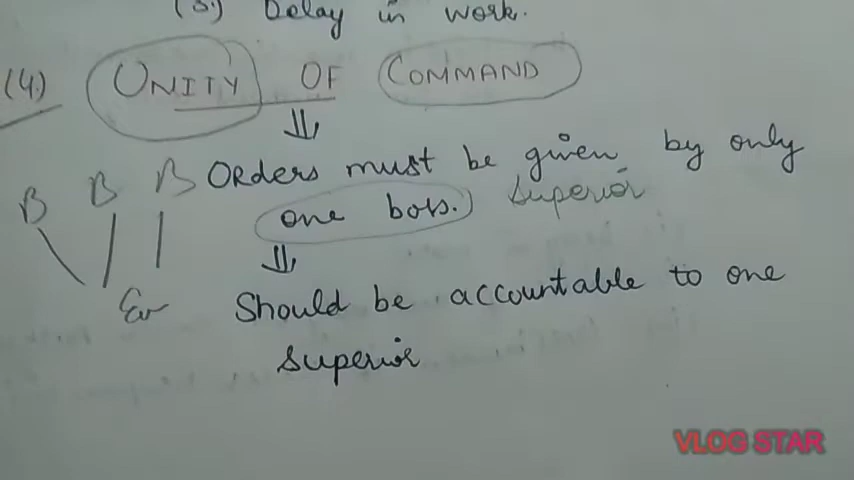 (3.) Delay in work.
(4.) UNITY OF COMMAND
B B B Orders must be given by only
one boss.) Superior
Should be accountable to one
superior
VLOG STAR